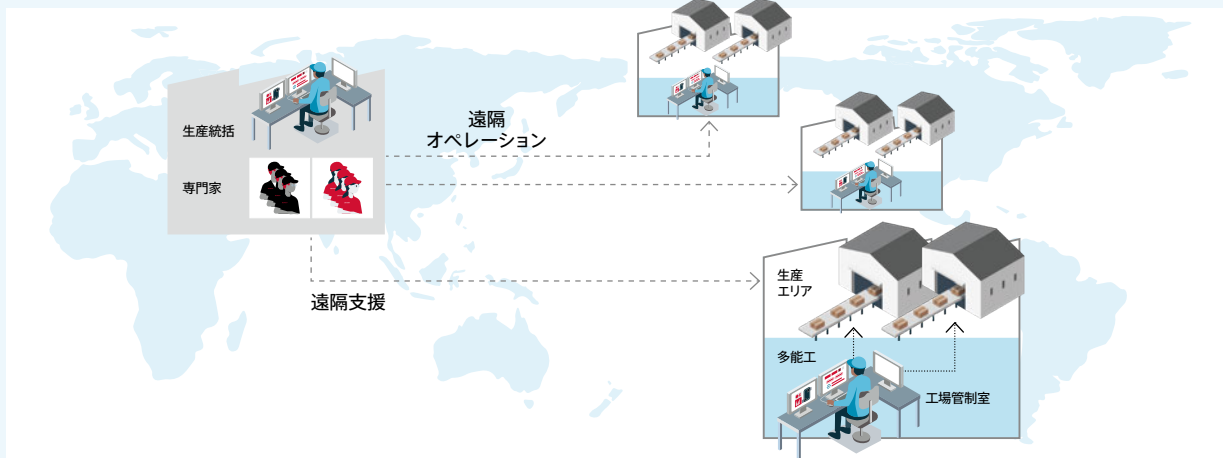 生産統括
専門家
遠隔
オペレーション
遠隔支援
生産
エリア
多能工
工場管制室